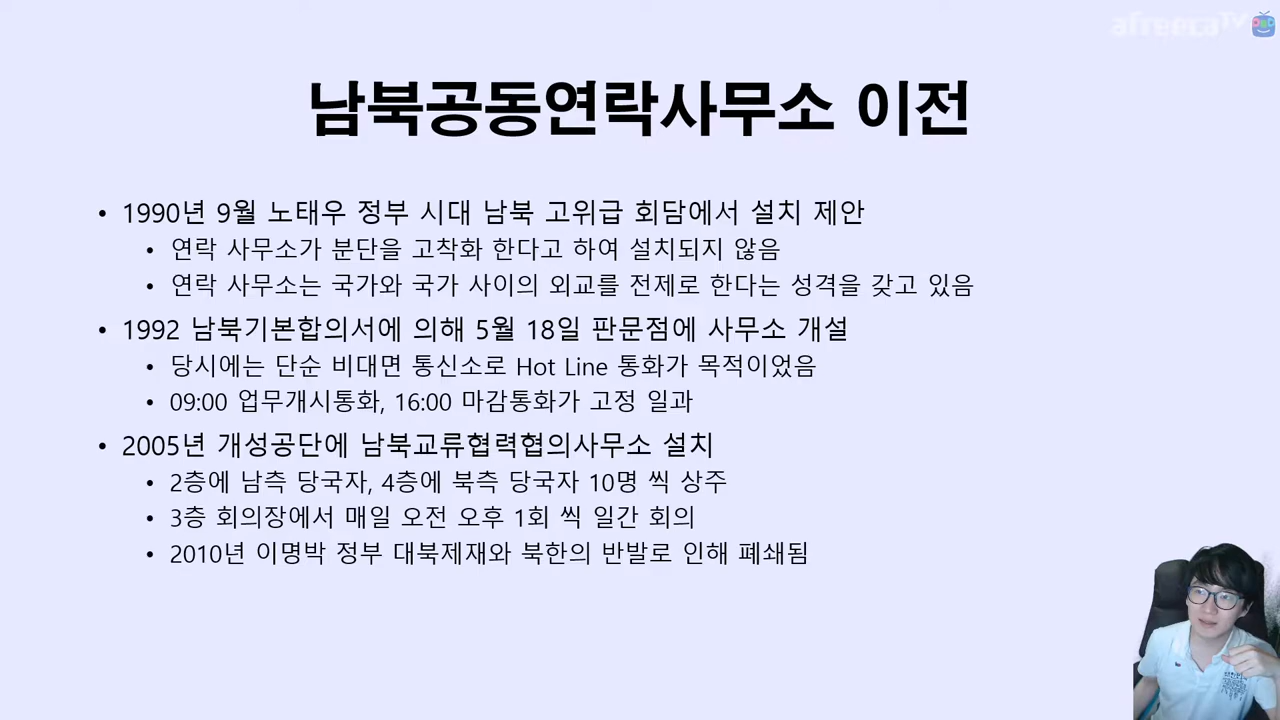 afreecaTV
남북공동연락사무소 이전
• 1990년 9월 노태우 정부 시대 남북 고위급 회담에서 설치 제안
• 연락 사무소가 분단을 고착화 한다고 하여 설치되지 않음
• 연락 사무소는 국가와 국가 사이의 외교를 전제로 한다는 성격을 갖고 있음
• 1992 남북기본합의서에 의해 5월 18일 판문점에 사무소 개설
• 당시에는 단순 비대면 통신소로 Hot Line 통화가 목적이었음
• 09:00 업무개시통화, 16:00 마감통화가 고정 일과
• 2005년 개성공단에 남북교류협력협의사무소 설치
• 2층에 남측 당국자, 4층에 북측 당국자 10명 씩 상주
• 3층 회의장에서 매일 오전 오후 1회 씩 일간 회의
• 2010년 이명박 정부 대북제재와 북한의 반발로 인해 폐쇄됨